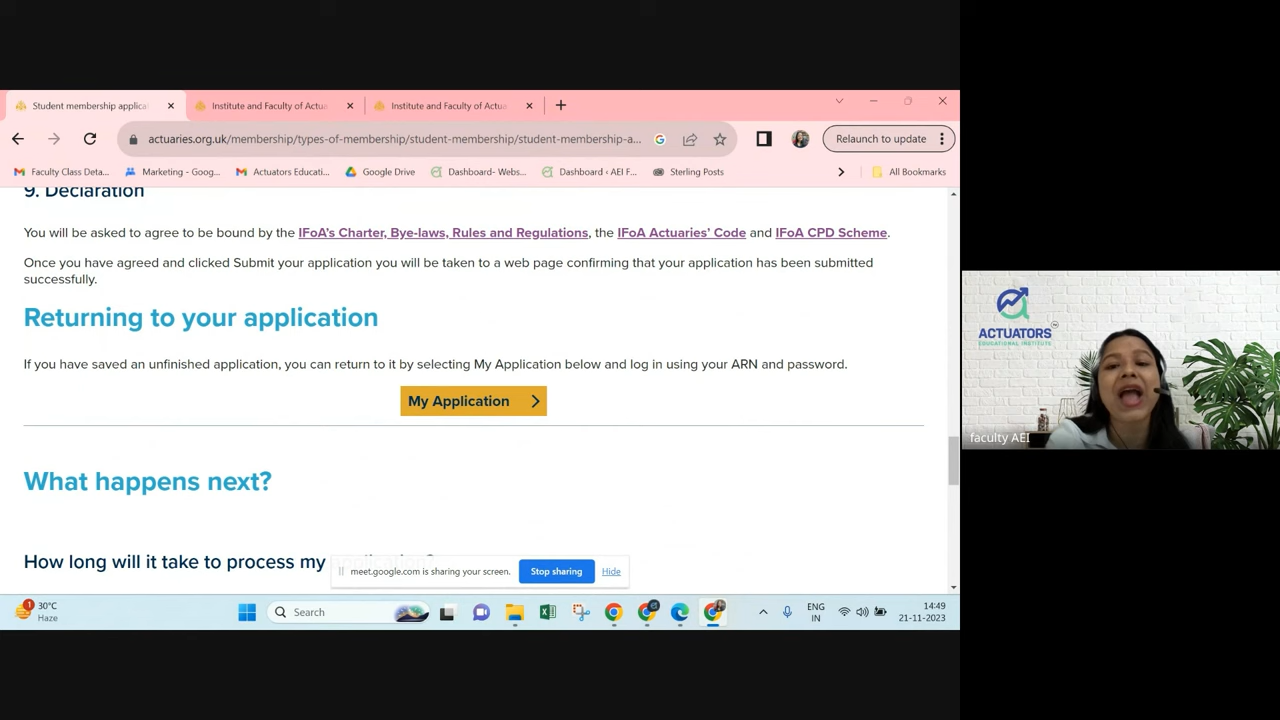 Student membership applica
Institute and Faculty of Actua
Institute and Faculty of Actua
actuaries.org.uk/membership/types-of-membership/student-membership/student-membership-a...
Relaunch to update
Faculty Class Deta...
Marketing - Goog...
Actuators Educati...
Google Drive
Dashboard- Webs...
Dashboard ‹ AEI F...
Sterling Posts
All Bookmarks
9. Declaration
You will be asked to agree to be bound by the IFoA's Charter, Bye-laws, Rules and Regulations, the IFoA Actuaries' Code and IFoA CPD Scheme.
Once you have agreed and clicked Submit your application you will be taken to a web page confirming that your application has been submitted
successfully.
Returning to your application
If you have saved an unfinished application, you can return to it by selecting My Application below and log in using your ARN and password.
My Application
What happens next?
How long will it take to process my
meet.google.com is sharing your screen.
Stop sharing
Hide
1
30°C
Haze
Search
ENG
IN
14:49
21-11-2023
ACTUATORS
EDUCATIONAL INSTITUTE
faculty AEI